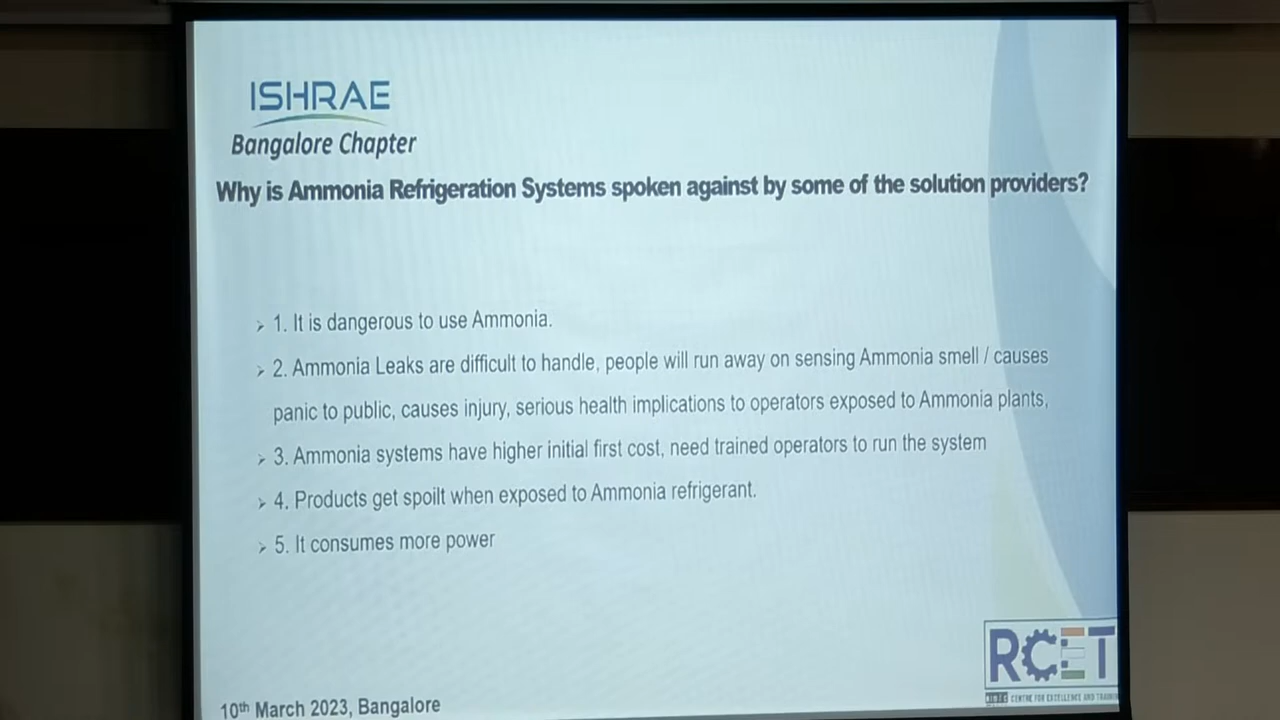 ISHRAE
Bangalore Chapter
Why is Ammonia Refrigeration Systems spoken against by some of the solution providers?
➢ 1. It is dangerous to use Ammonia.
➢ 2. Ammonia Leaks are difficult to handle, people will run away on sensing Ammonia smell / causes
panic to public, causes injury, serious health implications to operators exposed to Ammonia plants,
➢ 3. Ammonia systems have higher initial first cost, need trained operators to run the system
➢ 4. Products get spoilt when exposed to Ammonia refrigerant.
➢ 5. It consumes more power
RCET
CENTRE FOR EXCELLENCE AND
10th March 2023, Bangalore